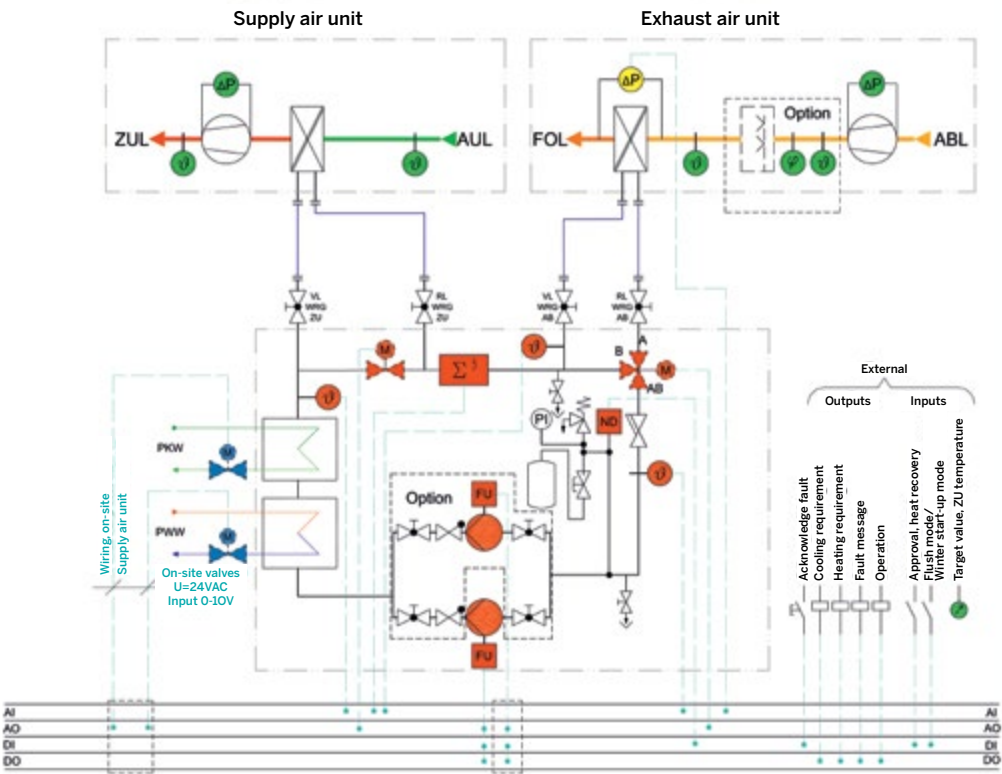 Supply air unit
Exhaust air unit
ΔP
ΔP
ΔP
Option
ZUL
AUL
FOL
ABL
ϑ
ϑ
ϑ
φ
ϑ
VL
WRG
ZU
RL
WRG
ZU
VL
WRG
AB
RL
WRG
AB
M
Σ
ϑ
A
B
M
AB
ϑ
PI
ND
ϑ
PKW
M
PWW
M
Option
FU
FU
Wiring, on-site
Supply air unit
On-site valves
U=24VAC
Input 0-10V
External
Outputs
Inputs
Acknowledge fault
Cooling requirement
Heating requirement
Fault message
Operation
Approval, heat recovery
Flush mode/
Winter start-up mode
Target value, ZU temperature
AI
AI
AO
AO
DI
DI
DO
DO